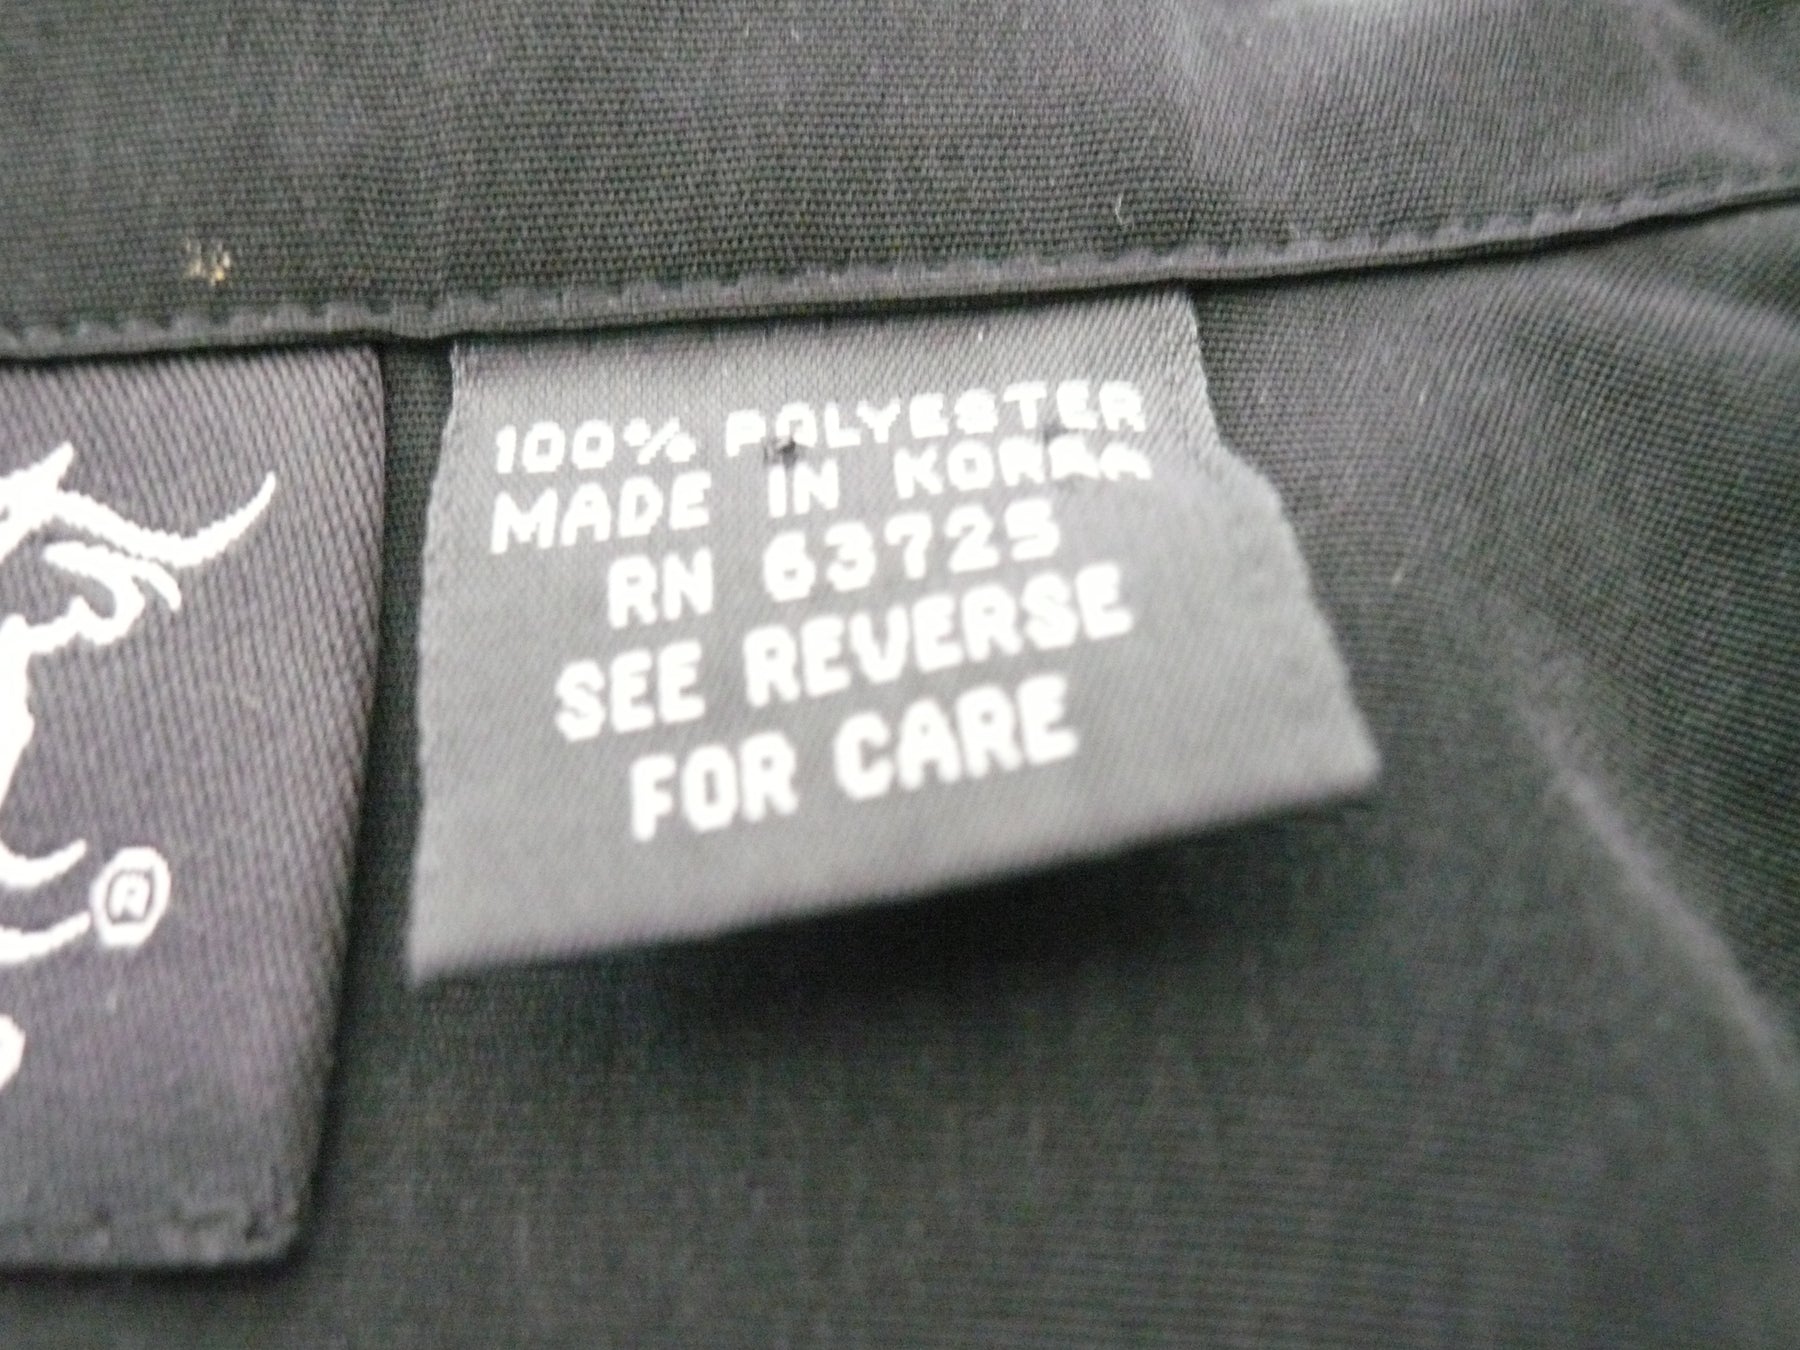 100% POLYESTER
MADE IN KOREA
RN 63725
SEE REVERSE
FOR CARE
®